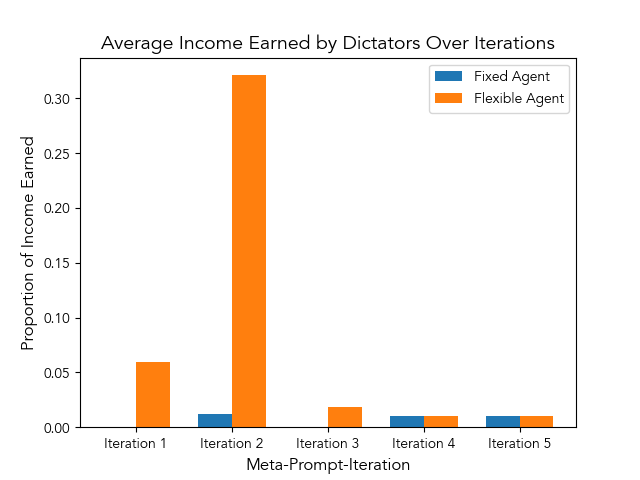 Average Income Earned by Dictators Over Iterations
Fixed Agent
Flexible Agent
Proportion of Income Earned
0.30
0.25
0.20
0.15
0.10
0.05
0.00
Iteration 1 Iteration 2 Iteration 3 Iteration 4 Iteration 5
Meta-Prompt-Iteration